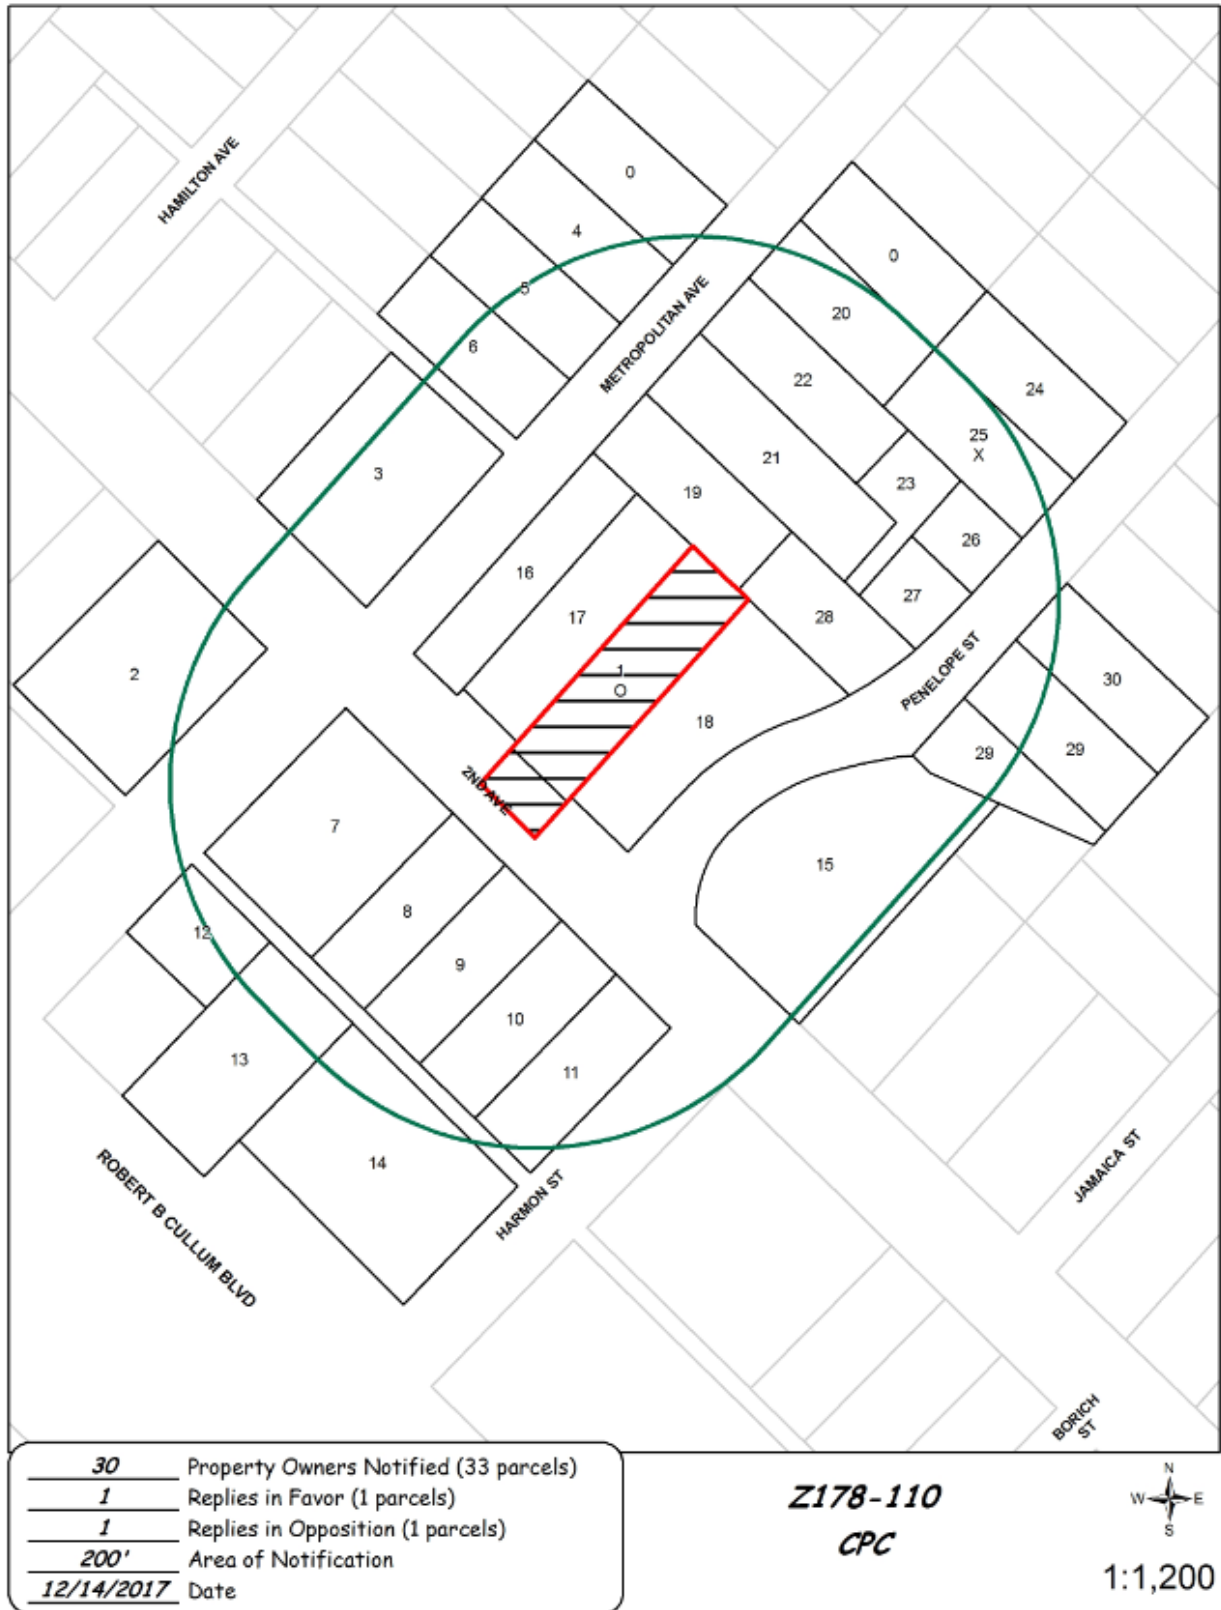 HAMILTON AVE
0
4
5
6
METROPOLITAN AVE
0
20
24
22
25
X
3
21
23
19
26
16
27
17
28
2
1
O
18
PENELOPE ST
30
29
29
2ND AVE
7
15
8
12
9
10
13
11
14
JAMAICA ST
ROBERT B CULLUM BLVD
HARMON ST
BORICH
ST
30 Property Owners Notified (33 parcels)
1 Replies in Favor (1 parcels)
1 Replies in Opposition (1 parcels)
200' Area of Notification
12/14/2017 Date
Z178-110
CPC
N
W E
S
1:1,200